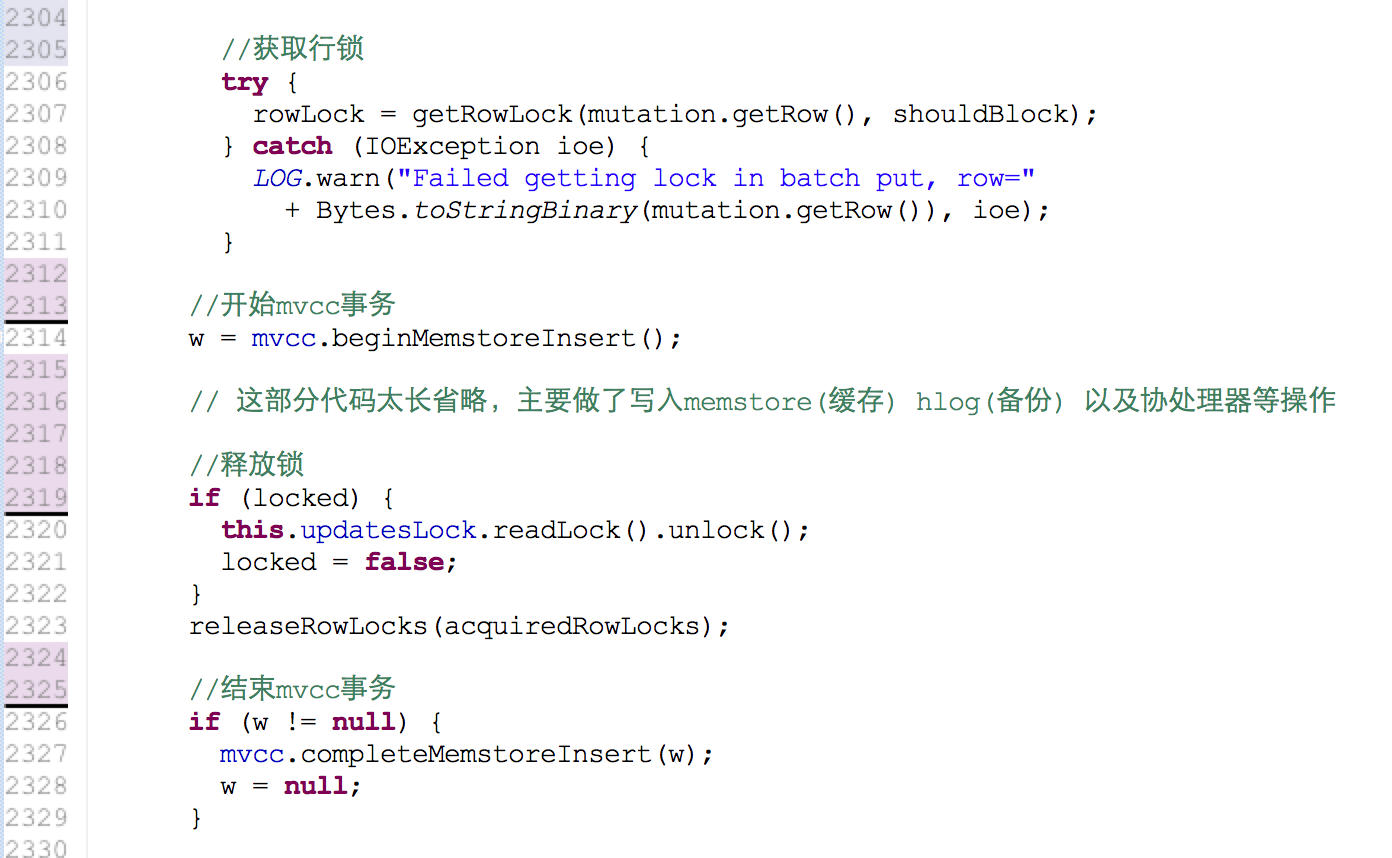 2304
2305 //获取行锁
2306 try {
2307 rowLock = getRowLock(mutation.getRow(), shouldBlock);
2308 } catch (IOException ioe) {
2309 LOG.warn("Failed getting lock in batch put, row="
2310 + Bytes.toStringBinary(mutation.getRow()), ioe);
2311 }
2312
2313 //开始mvcc事务
2314 w = mvcc.beginMemstoreInsert();
2315
2316 // 这部分代码太长省略，主要做了写入memstore(缓存) hlog(备份) 以及协处理器等操作
2317
2318 //释放锁
2319 if (locked) {
2320 this.updatesLock.readLock().unlock();
2321 locked = false;
2322 }
2323 releaseRowLocks(acquiredRowLocks);
2324
2325 //结束mvcc事务
2326 if (w != null) {
2327 mvcc.completeMemstoreInsert(w);
2328 w = null;
2329 }
2330